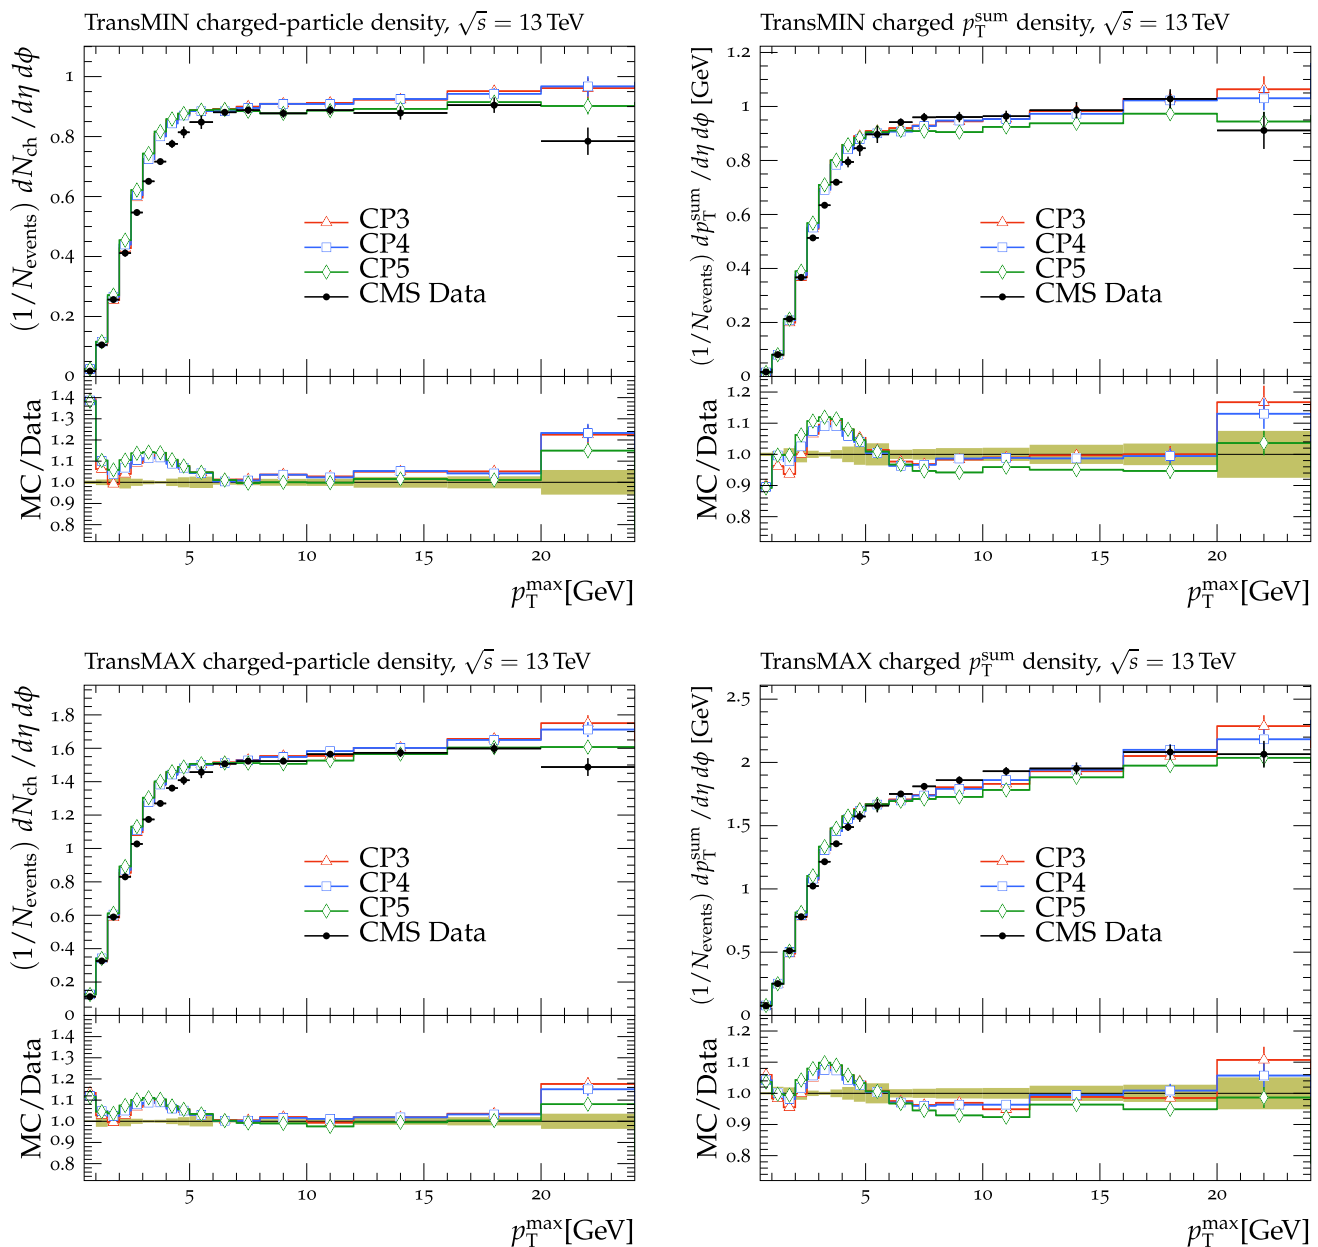 TransMIN charged-particle density, √s = 13 TeV
(1/N_events) dN_ch/dη dϕ
1
0.8
0.6
0.4
0.2
0
CP3
CP4
CP5
CMS Data
MC/Data
1.4
1.3
1.2
1.1
1.0
0.9
0.8
5 10 15 20
p_T^max[GeV]
TransMIN charged p_T^sum density, √s = 13 TeV
(1/N_events) dp_T^sum/dη dϕ [GeV]
1.2
1
0.8
0.6
0.4
0.2
0
CP3
CP4
CP5
CMS Data
MC/Data
1.2
1.1
1.0
0.9
0.8
5 10 15 20
p_T^max[GeV]
TransMAX charged-particle density, √s = 13 TeV
(1/N_events) dN_ch/dη dϕ
1.8
1.6
1.4
1.2
1
0.8
0.6
0.4
0.2
0
CP3
CP4
CP5
CMS Data
MC/Data
1.4
1.3
1.2
1.1
1.0
0.9
0.8
5 10 15 20
p_T^max[GeV]
TransMAX charged p_T^sum density, √s = 13 TeV
(1/N_events) dp_T^sum/dη dϕ [GeV]
2.5
2
1.5
1
0.5
0
CP3
CP4
CP5
CMS Data
MC/Data
1.2
1.1
1.0
0.9
0.8
5 10 15 20
p_T^max[GeV]